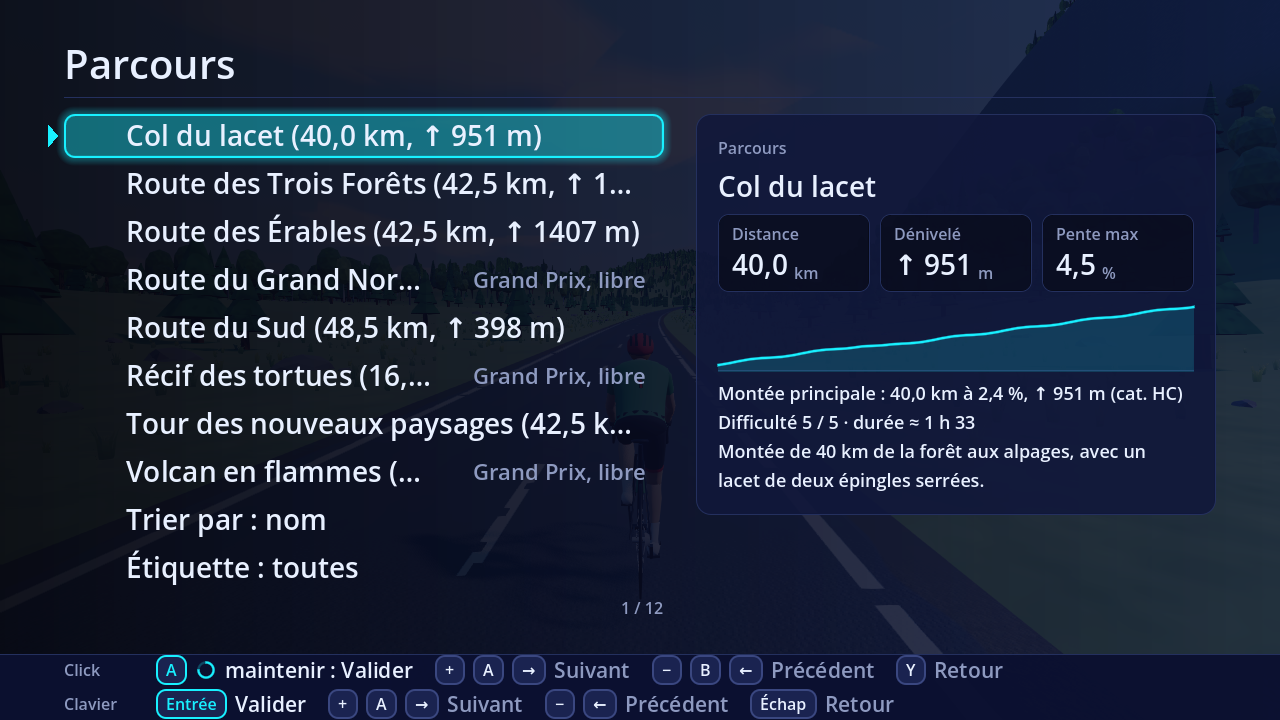 Parcours
Col du lacet (40,0 km, ↑ 951 m)
Route des Trois Forêts (42,5 km, ↑ 1...
Route des Érables (42,5 km, ↑ 1407 m)
Route du Grand Nor... Grand Prix, libre
Route du Sud (48,5 km, ↑ 398 m)
Récif des tortues (16,... Grand Prix, libre
Tour des nouveaux paysages (42,5 k...
Volcan en flammes (... Grand Prix, libre
Trier par : nom
Étiquette : toutes
1 / 12
Parcours
Col du lacet
Distance Dénivelé Pente max
40,0 km ↑ 951 m 4,5 %
Montée principale : 40,0 km à 2,4 %, ↑ 951 m (cat. HC)
Difficulté 5 / 5 · durée ≈ 1 h 33
Montée de 40 km de la forêt aux alpages, avec un
lacet de deux épingles serrées.
Click A maintenir : Valider + A → Suivant − B ← Précédent Y Retour
Clavier Entrée Valider + A → Suivant − ← Précédent Échap Retour